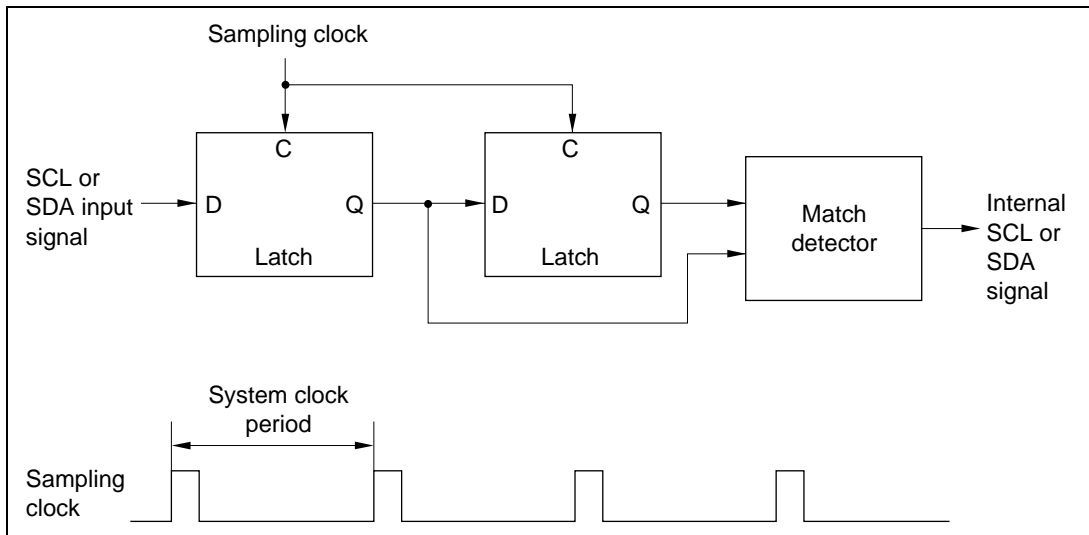 Sampling clock
C
C
SCL or
SDA input
signal
D
Q
D
Q
Latch
Latch
Match
detector
Internal
SCL or
SDA
signal
System clock
period
Sampling
clock